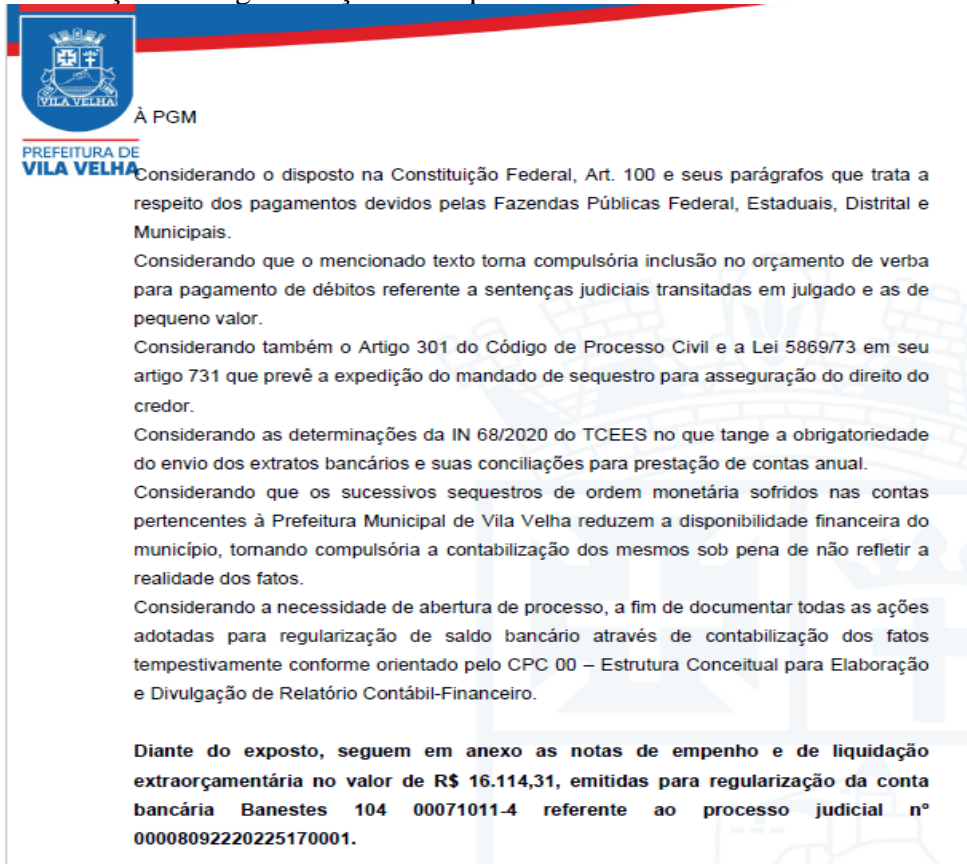 VILA VELHA
PREFEITURA DE
VILA VELHA
À PGM
Considerando o disposto na Constituição Federal, Art. 100 e seus parágrafos que trata a
respeito dos pagamentos devidos pelas Fazendas Públicas Federal, Estaduais, Distrital e
Municipais.
Considerando que o mencionado texto torna compulsória inclusão no orçamento de verba
para pagamento de débitos referente a sentenças judiciais transitadas em julgado e as de
pequeno valor.
Considerando também o Artigo 301 do Código de Processo Civil e a Lei 5869/73 em seu
artigo 731 que prevê a expedição do mandado de sequestro para asseguração do direito do
credor.
Considerando as determinações da IN 68/2020 do TCEES no que tange a obrigatoriedade
do envio dos extratos bancários e suas conciliações para prestação de contas anual.
Considerando que os sucessivos sequestros de ordem monetária sofridos nas contas
pertencentes à Prefeitura Municipal de Vila Velha reduzem a disponibilidade financeira do
município, tornando compulsória a contabilização dos mesmos sob pena de não refletir a
realidade dos fatos.
Considerando a necessidade de abertura de processo, a fim de documentar todas as ações
adotadas para regularização de saldo bancário através de contabilização dos fatos
tempestivamente conforme orientado pelo CPC 00 – Estrutura Conceitual para Elaboração
e Divulgação de Relatório Contábil-Financeiro.
Diante do exposto, seguem em anexo as notas de empenho e de liquidação
extraorçamentária no valor de R$ 16.114,31, emitidas para regularização da conta
bancária Banestes 104 00071011-4 referente ao processo judicial nº
00008092220225170001.